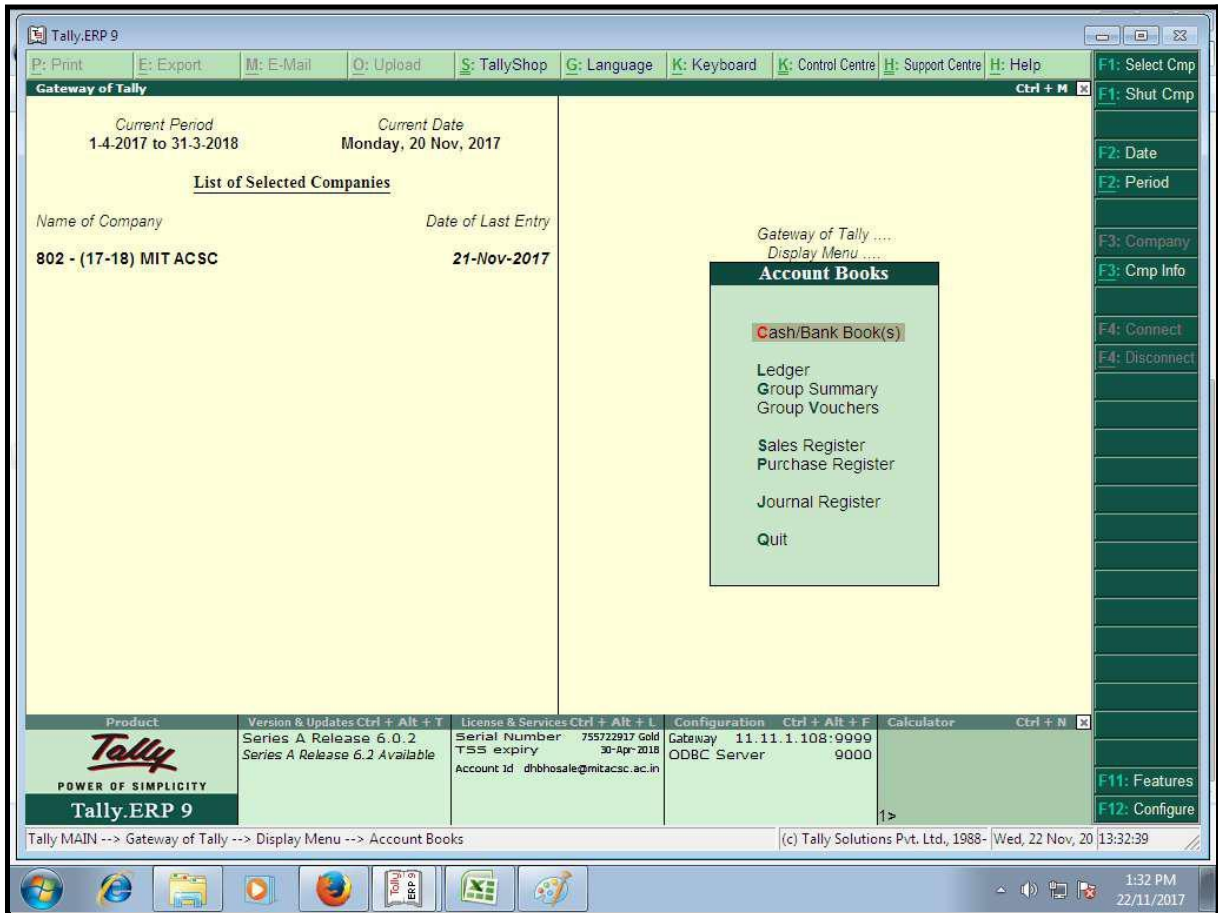 Tally.ERP 9
P: Print E: Export M: E-Mail O: Upload S: TallyShop G: Language K: Keyboard K: Control Centre H: Support Centre H: Help
Gateway of Tally Ctrl + M
Current Period Current Date
1-4-2017 to 31-3-2018 Monday, 20 Nov, 2017
List of Selected Companies
Name of Company Date of Last Entry
802 - (17-18) MIT ACSC 21-Nov-2017
Gateway of Tally ....
Display Menu ....
Account Books
Cash/Bank Book(s)
Ledger
Group Summary
Group Vouchers
Sales Register
Purchase Register
Journal Register
Quit
F1: Select Cmp
F1: Shut Cmp
F2: Date
F2: Period
F3: Company
F3: Cmp Info
F4: Connect
F4: Disconnect
F11: Features
F12: Configure
Product
Tally
POWER OF SIMPLICITY
Tally.ERP 9
Version & Updates Ctrl + Alt + T
Series A Release 6.0.2
Series A Release 6.2 Available
License & Services Ctrl + Alt + L
Serial Number 755722917 Gold
TSS expiry 30-Apr-2018
Account Id dhbhosale@mitacsc.ac.in
Configuration Ctrl + Alt + F
Gateway 11.11.1.108:9999
ODBC Server 9000
Calculator Ctrl + N
1>
Tally MAIN --> Gateway of Tally --> Display Menu --> Account Books
(c) Tally Solutions Pvt. Ltd., 1988- Wed, 22 Nov, 20 13:32:39
Tally
ERP 9
1:32 PM
22/11/2017